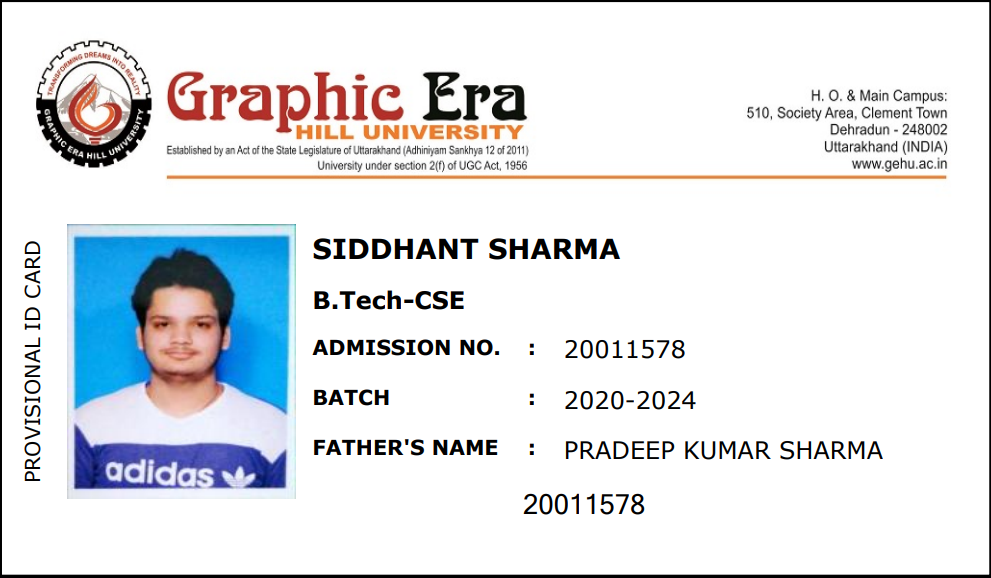 TRANSFORMING DREAMS INTO REALITY
GRAPHIC ERA HILL UNIVERSITY
Graphic Era
HILL UNIVERSITY
Established by an Act of the State Legislature of Uttarakhand (Adhiniyam Sankhya 12 of 2011)
University under section 2(f) of UGC Act, 1956
H. O. & Main Campus:
510, Society Area, Clement Town
Dehradun - 248002
Uttarakhand (INDIA)
www.gehu.ac.in
PROVISIONAL ID CARD
adidas
SIDDHANT SHARMA
B.Tech-CSE
ADMISSION NO. : 20011578
BATCH : 2020-2024
FATHER'S NAME : PRADEEP KUMAR SHARMA
20011578